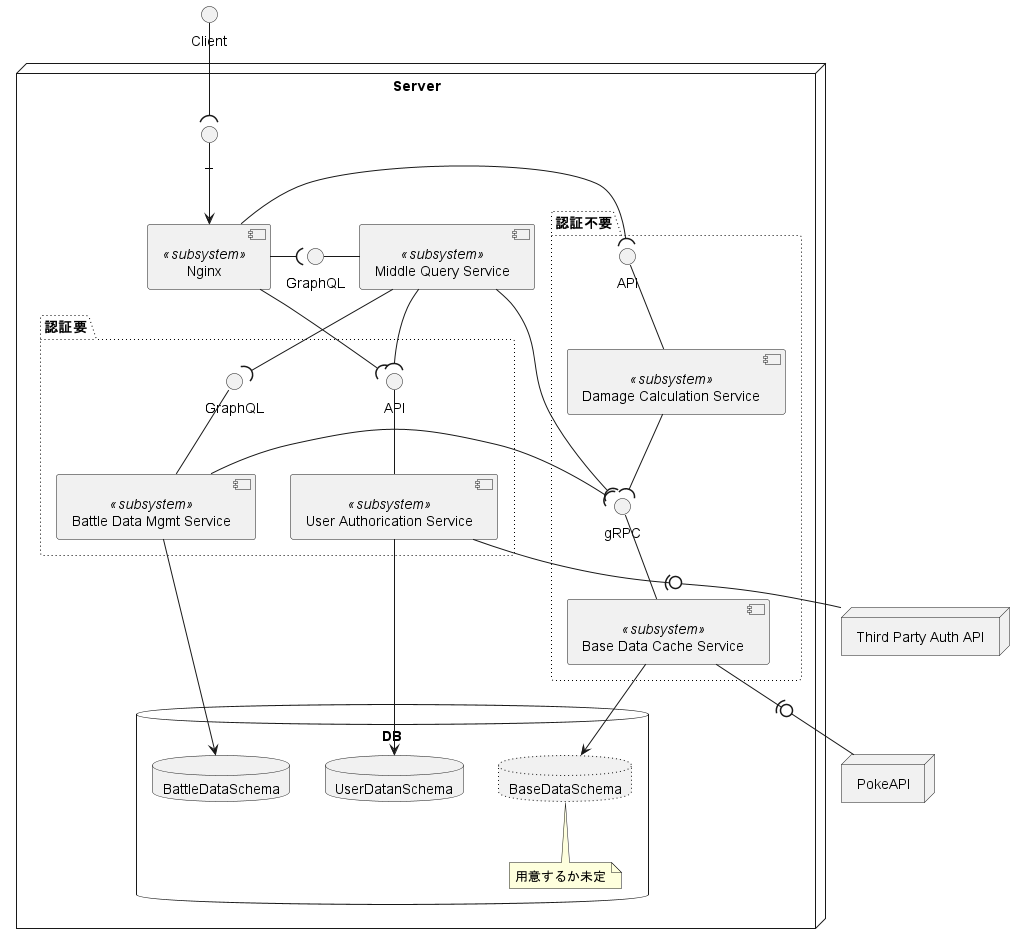 Client
Server
認証不要
«subsystem»
Nginx
GraphQL
«subsystem»
Middle Query Service
API
認証要
«subsystem»
Damage Calculation Service
GraphQL
API
«subsystem»
Battle Data Mgmt Service
«subsystem»
User Authorication Service
gRPC
«subsystem»
Base Data Cache Service
Third Party Auth API
DB
BattleDataSchema
UserDatanSchema
BaseDataSchema
PokeAPI
用意するか未定